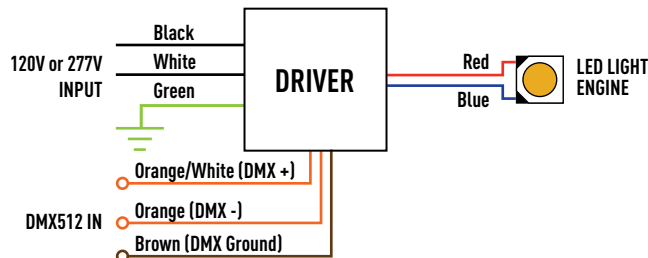 Black
120V or 277V
INPUT
White
Green
DRIVER
Red
Blue
LED LIGHT
ENGINE
Orange/White (DMX +)
DMX512 IN
Orange (DMX -)
Brown (DMX Ground)